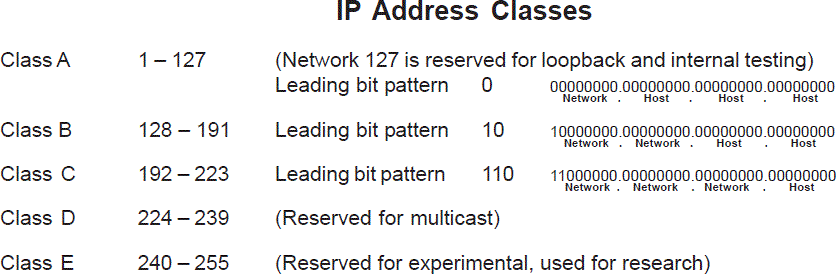 IP Address Classes
Class A 1 – 127 (Network 127 is reserved for loopback and internal testing)
Leading bit pattern 0 00000000.00000000.00000000.00000000
Network . Host . Host . Host
Class B 128 – 191 Leading bit pattern 10 10000000.00000000.00000000.00000000
Network . Network . Host . Host
Class C 192 – 223 Leading bit pattern 110 11000000.00000000.00000000.00000000
Network . Network . Network . Host
Class D 224 – 239 (Reserved for multicast)
Class E 240 – 255 (Reserved for experimental, used for research)